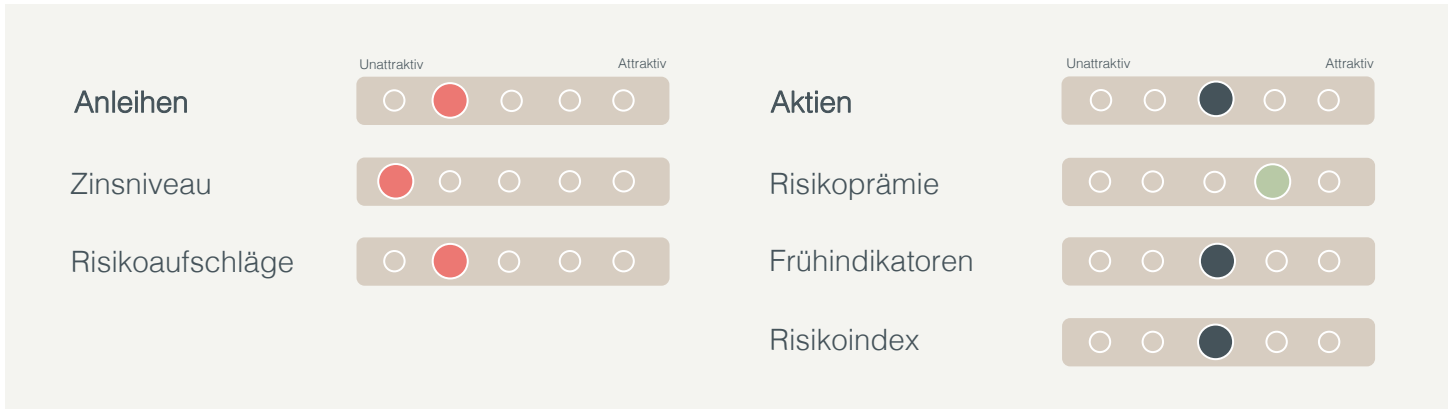 Unattraktiv Attraktiv
Anleihen
Zinsniveau
Risikoaufschläge
Unattraktiv Attraktiv
Aktien
Risikoprämie
Frühindikatoren
Risikoindex